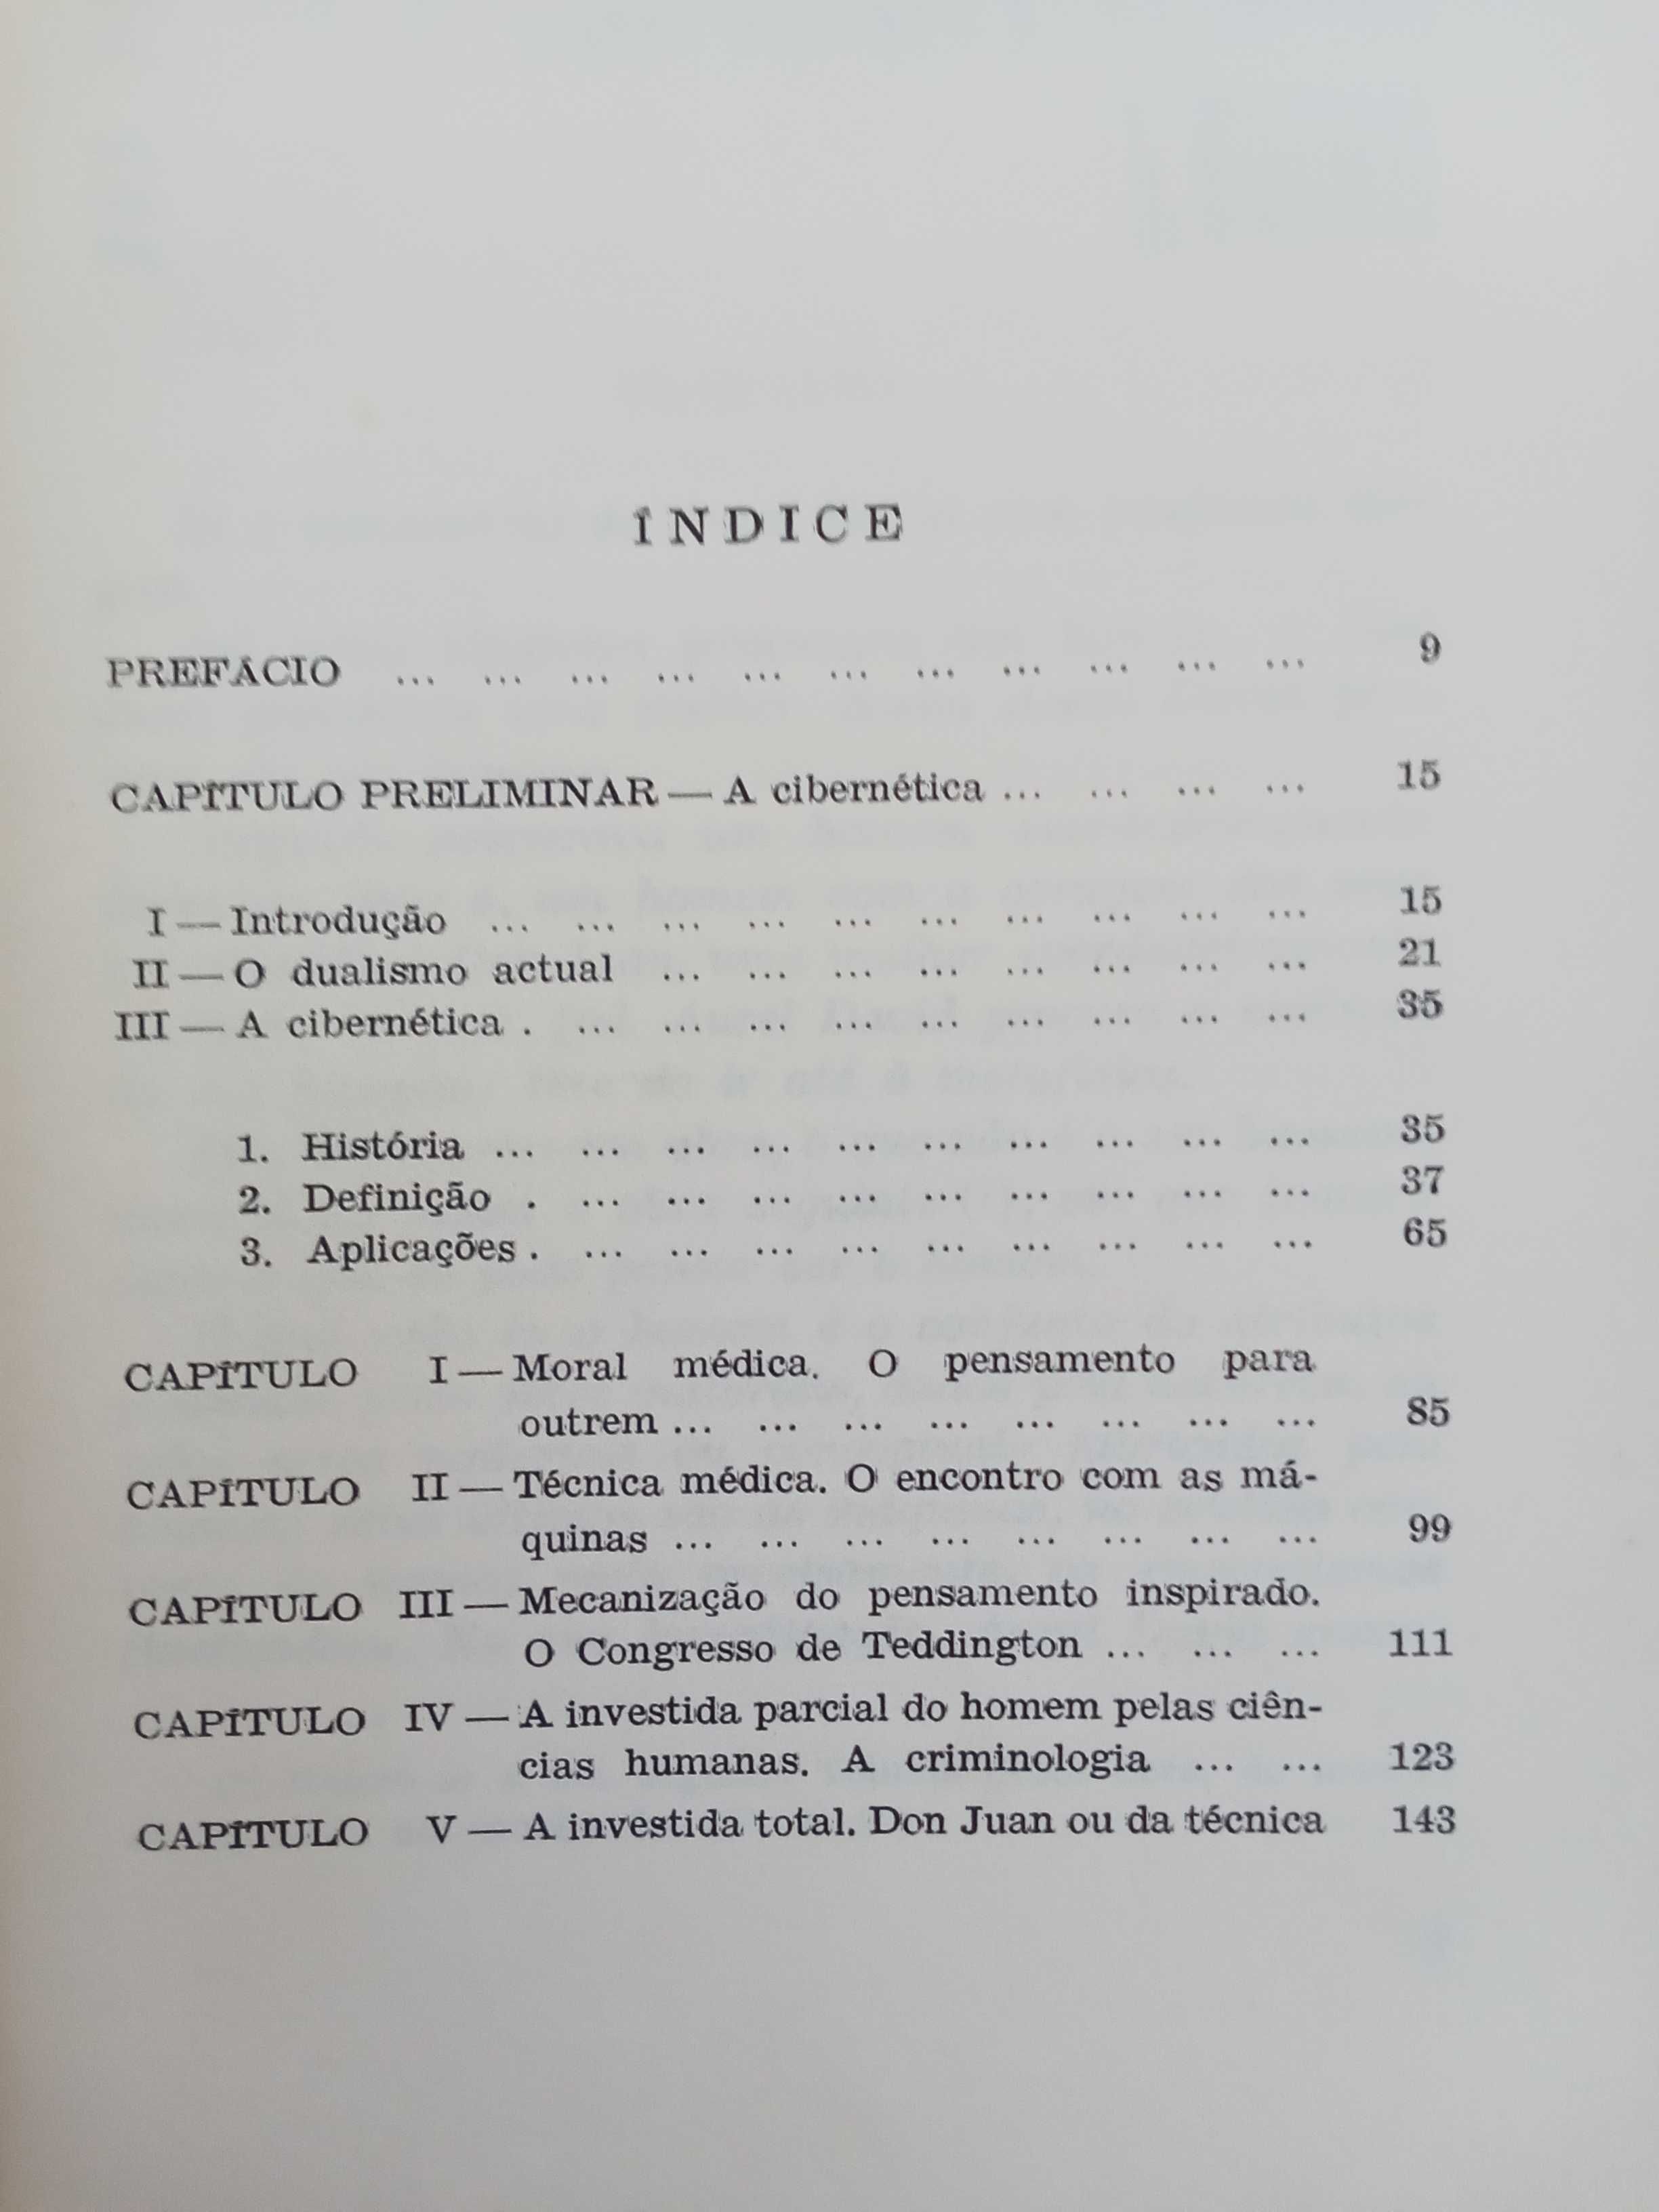 ÍNDICE
PREFÁCIO ... ... ... ... ... ... ... ... ... ... ... 9
CAPÍTULO PRELIMINAR — A cibernética ... ... ... ... 15
I — Introdução ... ... ... ... ... ... ... ... ... ... 15
II — O dualismo actual ... ... ... ... ... ... ... ... 21
III — A cibernética . ... ... ... ... ... ... ... ... ... 35
1. História ... ... ... ... ... ... ... ... ... ... 35
2. Definição . ... ... ... ... ... ... ... ... ... 37
3. Aplicações . ... ... ... ... ... ... ... ... ... 65
CAPÍTULO I — Moral médica. O pensamento para
outrem ... ... ... ... ... ... ... ... 85
CAPÍTULO II — Técnica médica. O encontro com as má-
quinas ... ... ... ... ... ... ... ... 99
CAPÍTULO III — Mecanização do pensamento inspirado.
O Congresso de Teddington ... ... ... 111
CAPÍTULO IV — A investida parcial do homem pelas ciên-
cias humanas. A criminologia ... ... 123
CAPÍTULO V — A investida total. Don Juan ou da técnica 143